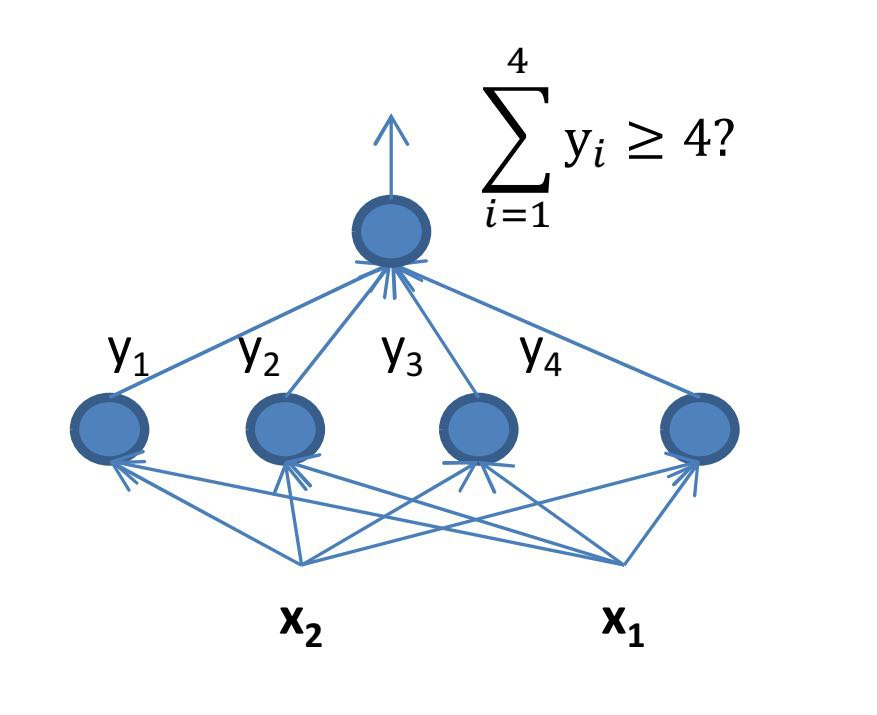 4
∑ yᵢ ≥ 4?
i=1
y₁ y₂ y₃ y₄
x₂ x₁